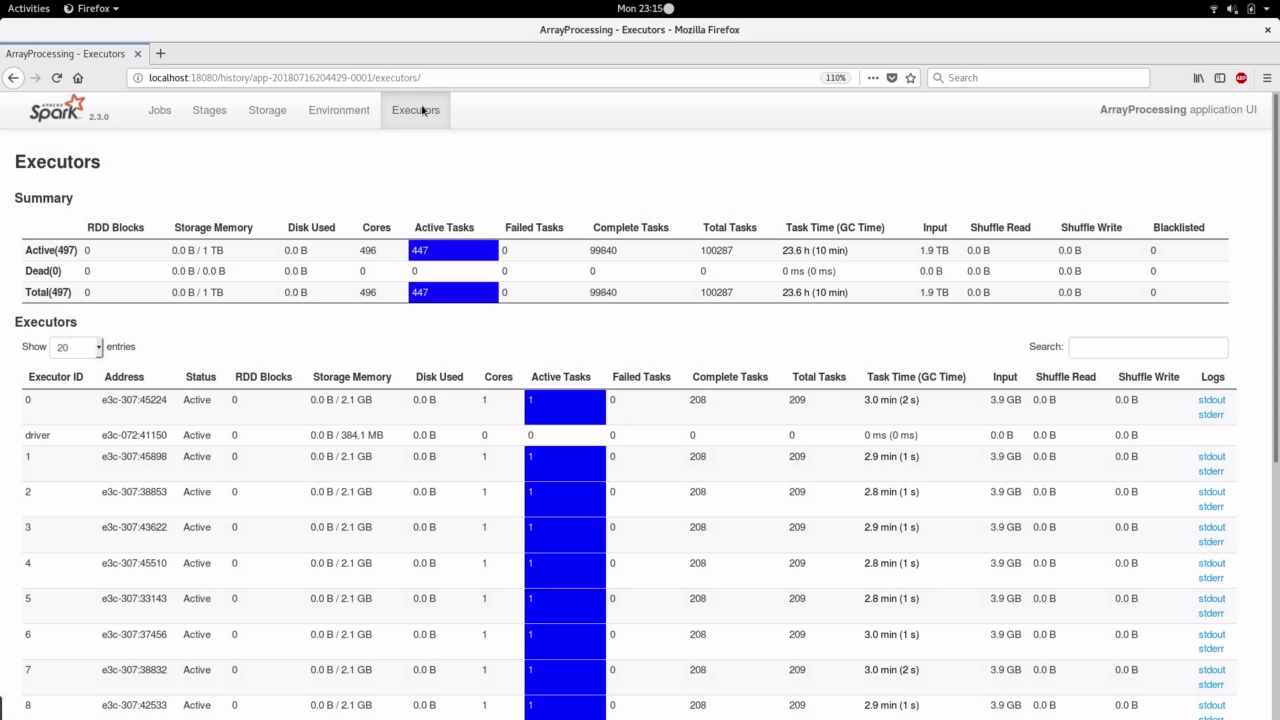 Activities Firefox Mon 23:15
ArrayProcessing - Executors - Mozilla Firefox
ArrayProcessing - Executors
localhost:18080/history/app-20180716204429-0001/executors/ 110% Search ABP
APACHE Spark 2.3.0 Jobs Stages Storage Environment Executors ArrayProcessing application UI
Executors
Summary
RDD Blocks Storage Memory Disk Used Cores Active Tasks Failed Tasks Complete Tasks Total Tasks Task Time (GC Time) Input Shuffle Read Shuffle Write Blacklisted
Active(497) 0 0.0 B / 1 TB 0.0 B 496 447 0 99840 100287 23.6 h (10 min) 1.9 TB 0.0 B 0.0 B 0
Dead(0) 0 0.0 B / 0.0 B 0.0 B 0 0 0 0 0 0 ms (0 ms) 0.0 B 0.0 B 0.0 B 0
Total(497) 0 0.0 B / 1 TB 0.0 B 496 447 0 99840 100287 23.6 h (10 min) 1.9 TB 0.0 B 0.0 B 0
Executors
Show 20 entries Search:
Executor ID Address Status RDD Blocks Storage Memory Disk Used Cores Active Tasks Failed Tasks Complete Tasks Total Tasks Task Time (GC Time) Input Shuffle Read Shuffle Write Logs
0 e3c-307:45224 Active 0 0.0 B / 2.1 GB 0.0 B 1 1 0 208 209 3.0 min (2 s) 3.9 GB 0.0 B 0.0 B stdout
stderr
driver e3c-072:41150 Active 0 0.0 B / 384.1 MB 0.0 B 0 0 0 0 0 0 ms (0 ms) 0.0 B 0.0 B 0.0 B
1 e3c-307:45898 Active 0 0.0 B / 2.1 GB 0.0 B 1 1 0 208 209 2.9 min (1 s) 3.9 GB 0.0 B 0.0 B stdout
stderr
2 e3c-307:38853 Active 0 0.0 B / 2.1 GB 0.0 B 1 1 0 208 209 2.8 min (1 s) 3.9 GB 0.0 B 0.0 B stdout
stderr
3 e3c-307:43622 Active 0 0.0 B / 2.1 GB 0.0 B 1 1 0 208 209 2.9 min (1 s) 3.9 GB 0.0 B 0.0 B stdout
stderr
4 e3c-307:45510 Active 0 0.0 B / 2.1 GB 0.0 B 1 1 0 208 209 2.8 min (1 s) 3.9 GB 0.0 B 0.0 B stdout
stderr
5 e3c-307:33143 Active 0 0.0 B / 2.1 GB 0.0 B 1 1 0 208 209 2.8 min (1 s) 3.9 GB 0.0 B 0.0 B stdout
stderr
6 e3c-307:37456 Active 0 0.0 B / 2.1 GB 0.0 B 1 1 0 208 209 3.0 min (1 s) 3.9 GB 0.0 B 0.0 B stdout
stderr
7 e3c-307:38832 Active 0 0.0 B / 2.1 GB 0.0 B 1 1 0 208 209 3.0 min (2 s) 3.9 GB 0.0 B 0.0 B stdout
stderr
8 e3c-307:42533 Active 0 0.0 B / 2.1 GB 0.0 B 1 1 0 208 209 2.9 min (1 s) 3.9 GB 0.0 B 0.0 B stdout